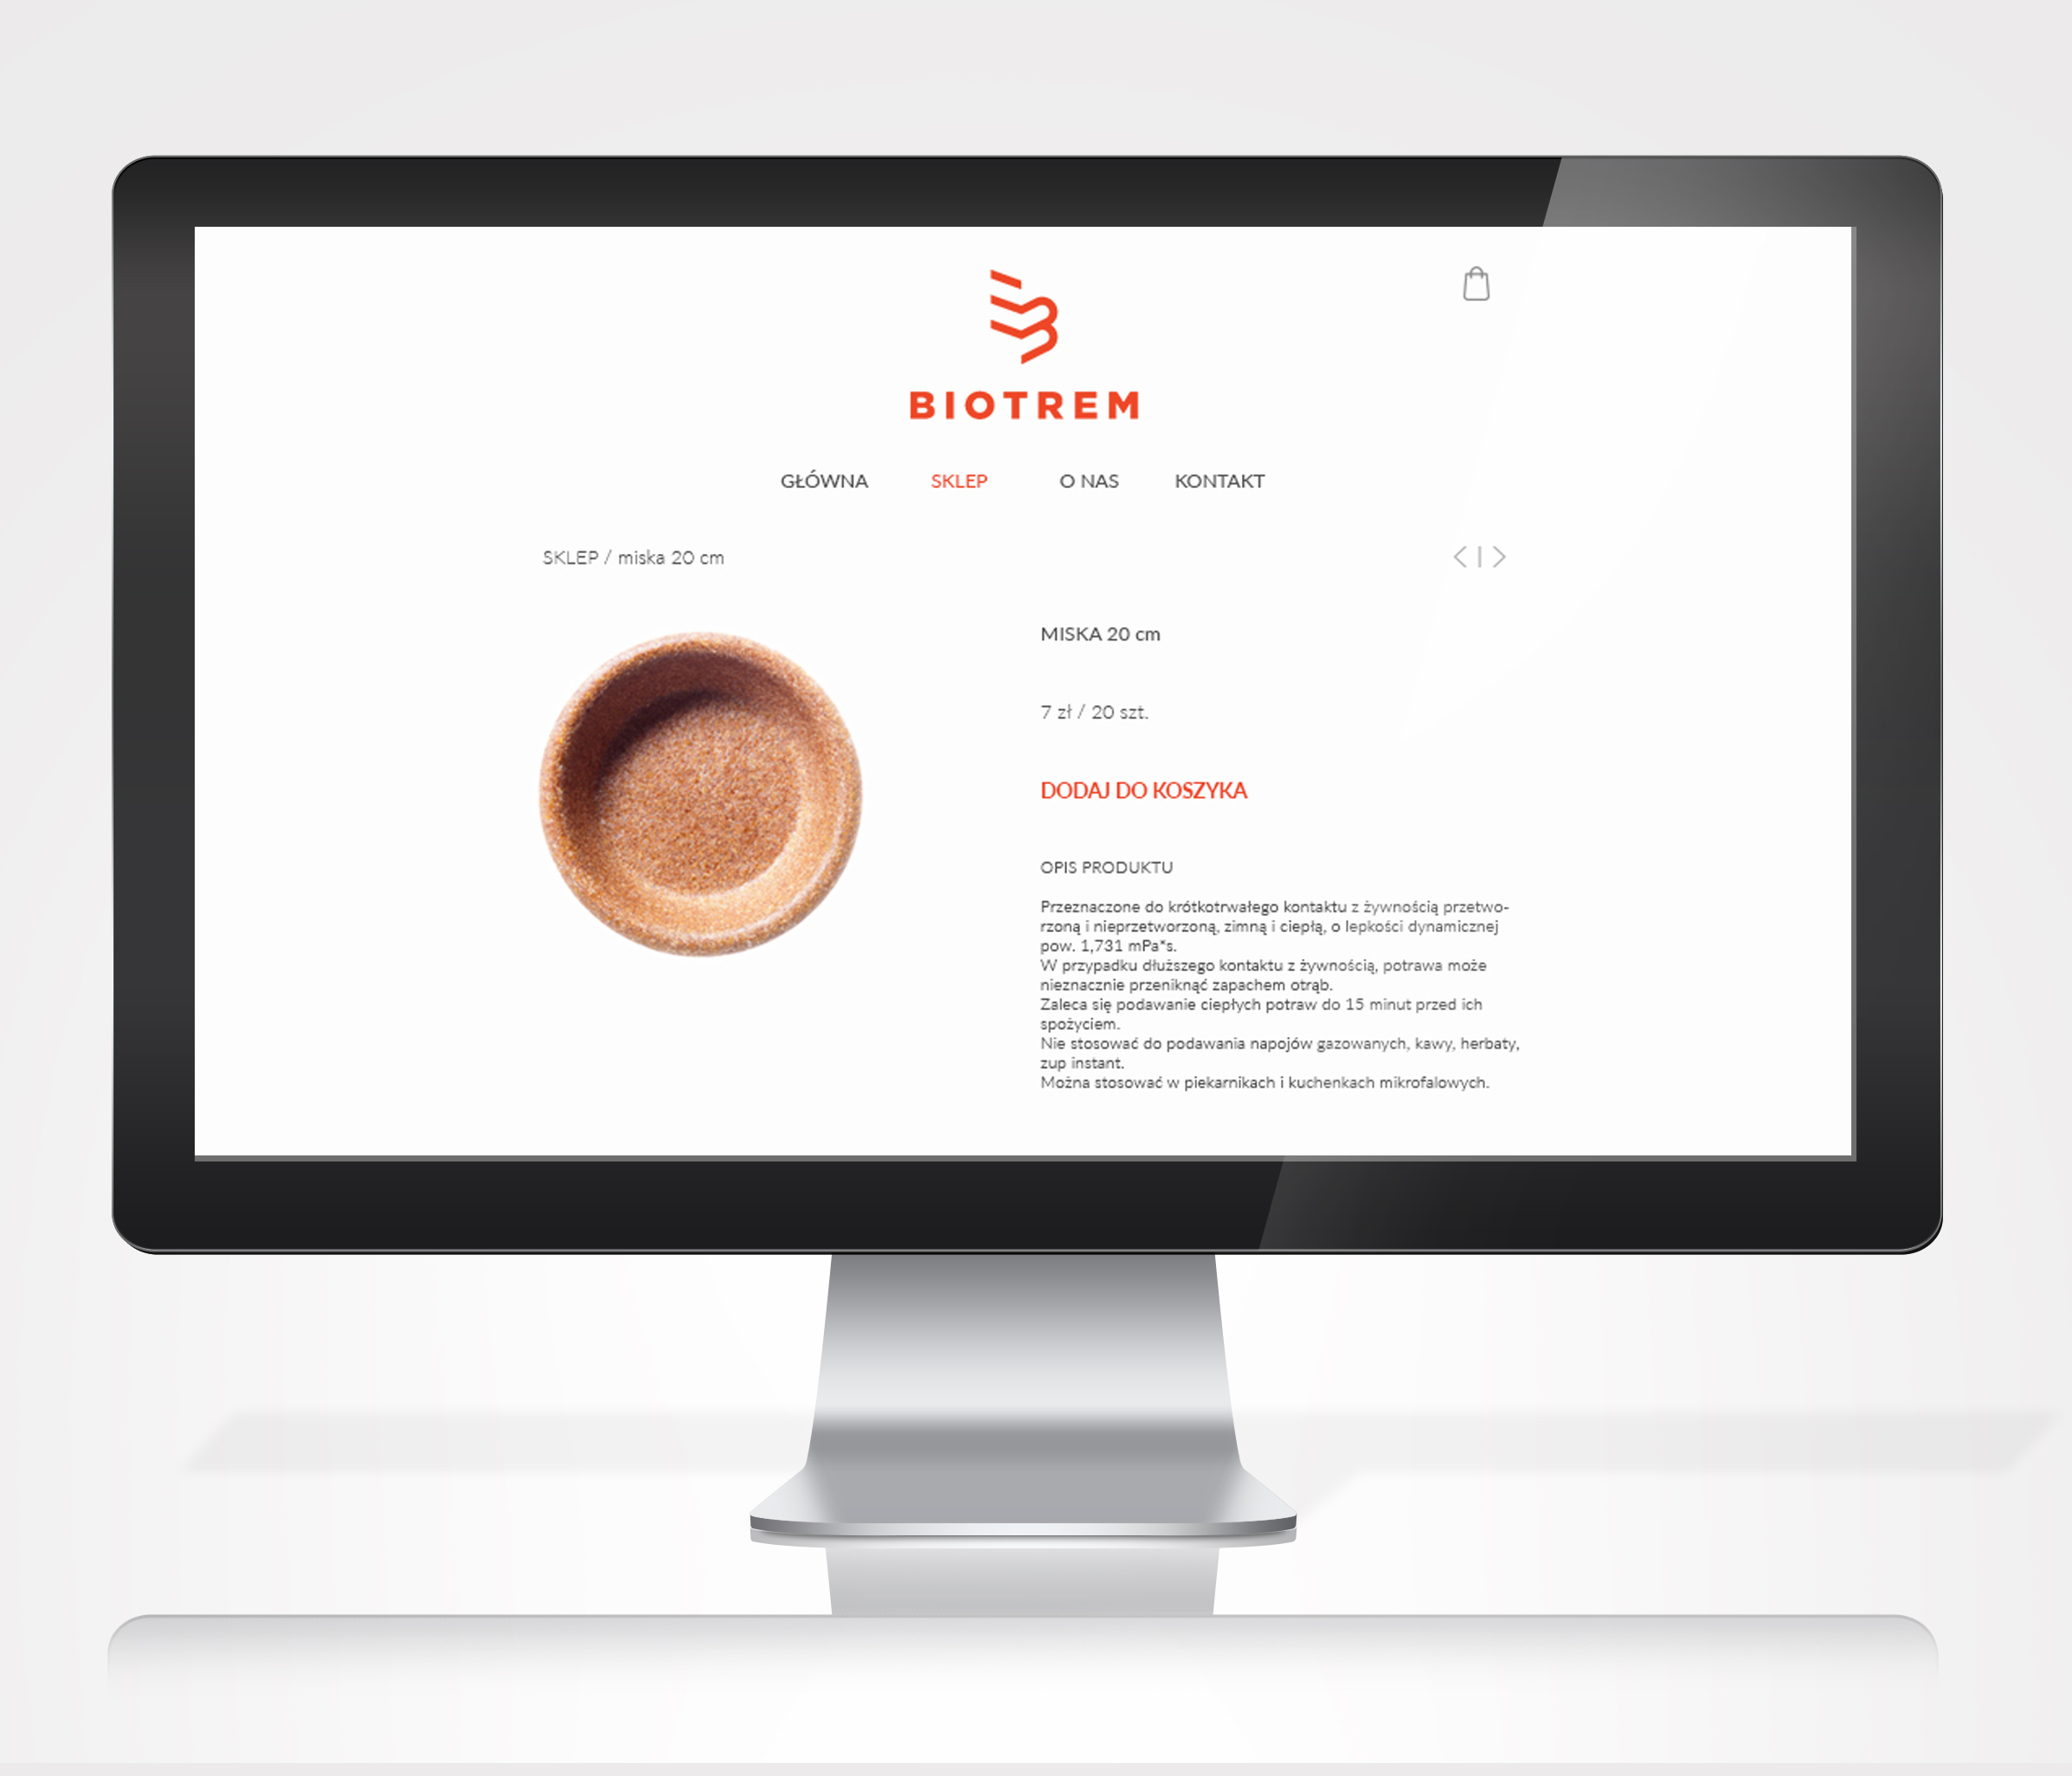 BIOTREM
GŁÓWNA SKLEP O NAS KONTAKT
SKLEP / miska 20 cm
MISKA 20 cm
7 zł / 20 szt.
DODAJ DO KOSZYKA
OPIS PRODUKTU
Przeznaczone do krótkotrwałego kontaktu z żywnością przetwo-
rzoną i nieprzetworzoną, zimną i ciepłą, o lepkości dynamicznej
pow. 1,731 mPa*s.
W przypadku dłuższego kontaktu z żywnością, potrawa może
nieznacznie przeniknąć zapachem otrąb.
Zaleca się podawanie ciepłych potraw do 15 minut przed ich
spożyciem.
Nie stosować do podawania napojów gazowanych, kawy, herbaty,
zup instant.
Można stosować w piekarnikach i kuchenkach mikrofalowych.